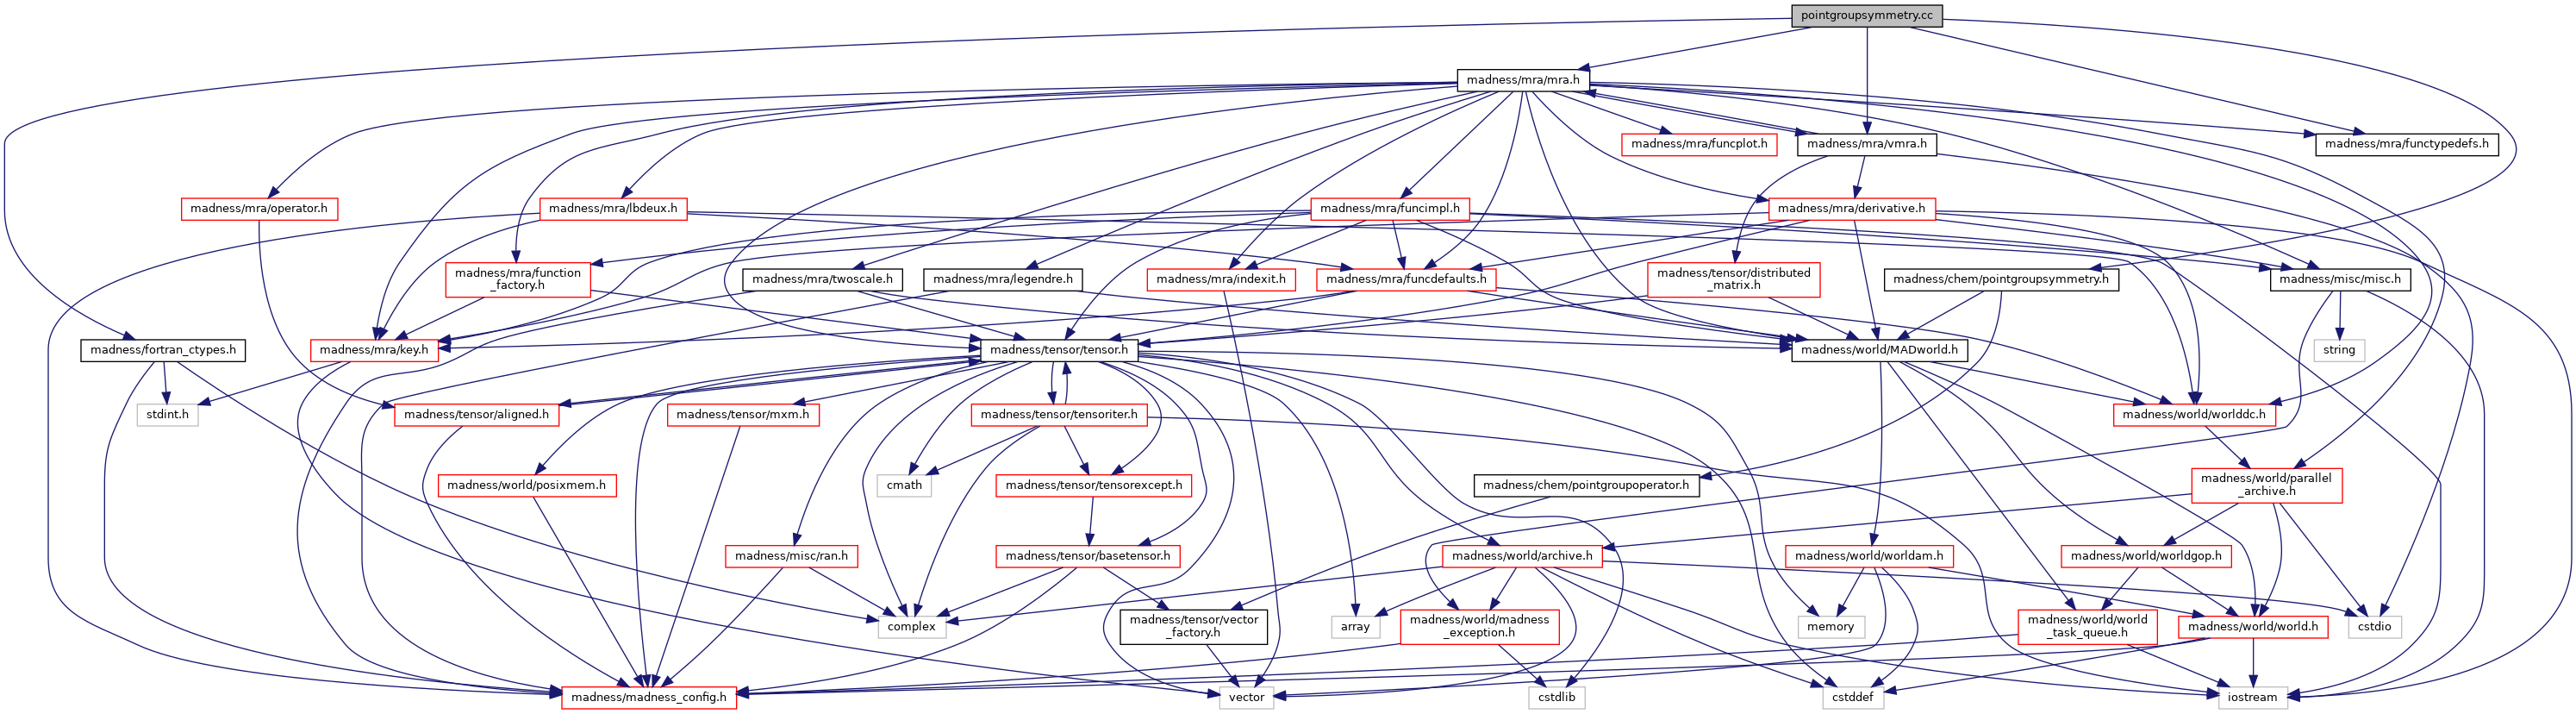 pointgroupsymmetry.cc
madness/mra/mra.h
madness/mra/funcplot.h
madness/mra/vmra.h
madness/mra/functypedefs.h
madness/mra/operator.h
madness/mra/lbdeux.h
madness/mra/funcimpl.h
madness/mra/derivative.h
madness/mra/function
_factory.h
madness/mra/twoscale.h
madness/mra/legendre.h
madness/mra/indexit.h
madness/mra/funcdefaults.h
madness/tensor/distributed
_matrix.h
madness/chem/pointgroupsymmetry.h
madness/misc/misc.h
madness/fortran_ctypes.h
madness/mra/key.h
madness/tensor/tensor.h
madness/world/MADworld.h
string
stdint.h
madness/tensor/aligned.h
madness/tensor/mxm.h
madness/tensor/tensoriter.h
madness/world/worlddc.h
madness/world/posixmem.h
cmath
madness/tensor/tensorexcept.h
madness/chem/pointgroupoperator.h
madness/world/parallel
_archive.h
madness/misc/ran.h
madness/tensor/basetensor.h
madness/world/archive.h
madness/world/worldam.h
madness/world/worldgop.h
complex
madness/tensor/vector
_factory.h
array
madness/world/madness
_exception.h
memory
madness/world/world
_task_queue.h
madness/world/world.h
cstdio
madness/madness_config.h
vector
cstdlib
cstddef
iostream